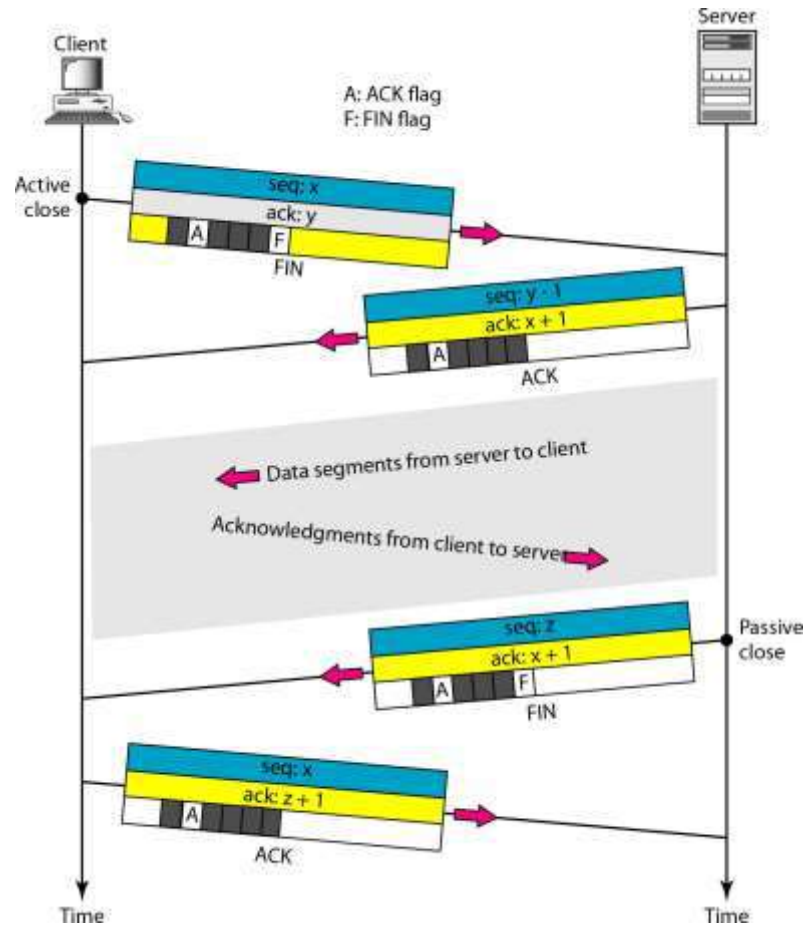 Client
Server
A: ACK flag
F: FIN flag
Active
close
seq: x
ack: y
A
F
FIN
seq: y - 1
ack: x + 1
A
ACK
Data segments from server to client
Acknowledgments from client to server
Passive
close
seq: z
ack: x + 1
A
F
FIN
seq: x
ack: z + 1
A
ACK
Time
Time